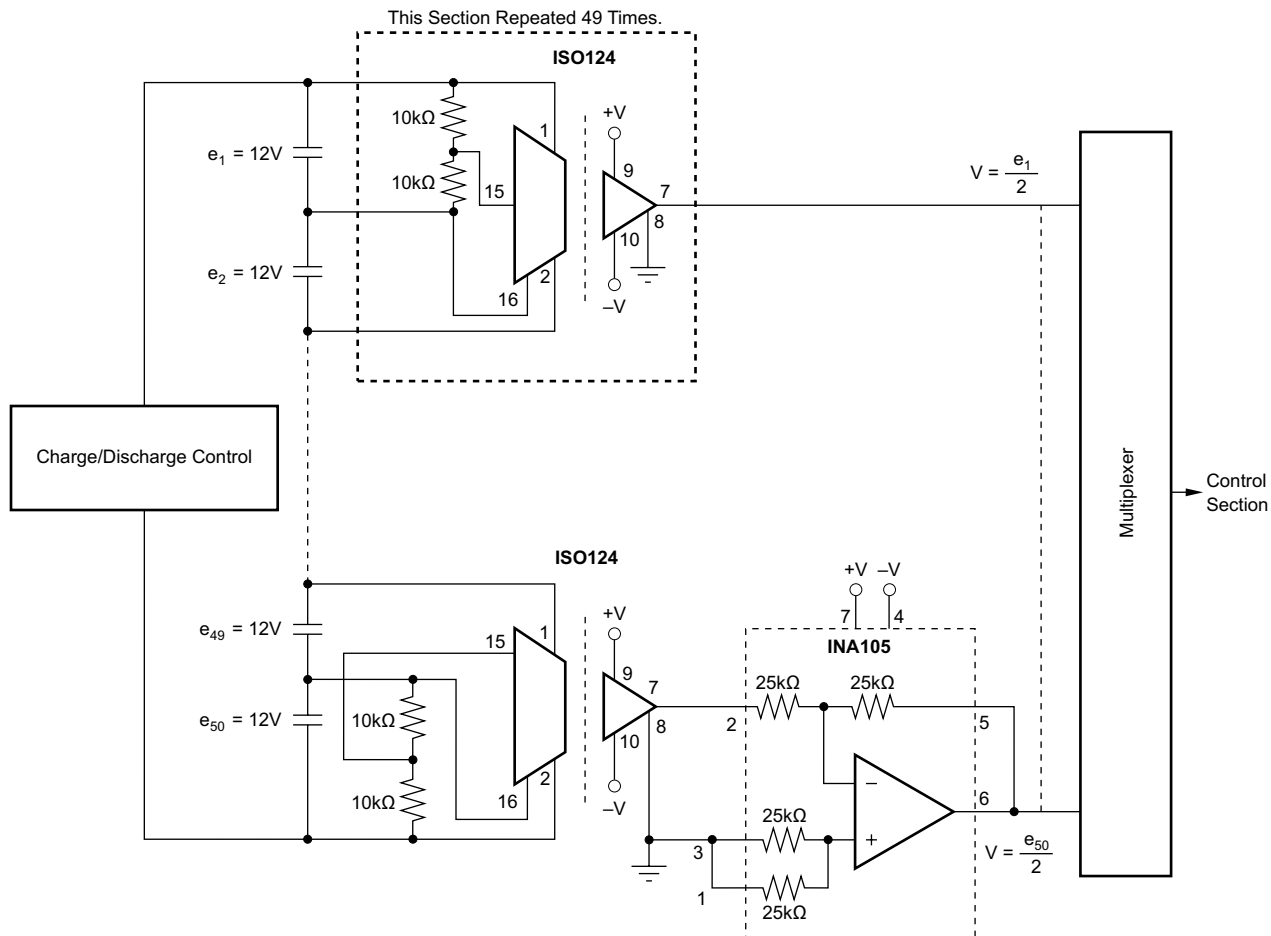 This Section Repeated 49 Times.
ISO124
10kΩ
10kΩ
e1 = 12V
e2 = 12V
1
15
2
16
+V
9
7
8
10
–V
V = e1/2
Charge/Discharge Control
Multiplexer
Control
Section
ISO124
e49 = 12V
e50 = 12V
10kΩ
10kΩ
15
1
2
16
+V
9
7
8
10
–V
+V –V
7 4
INA105
25kΩ 25kΩ
2
5
–
6
25kΩ
+
3
1
25kΩ
V = e50/2